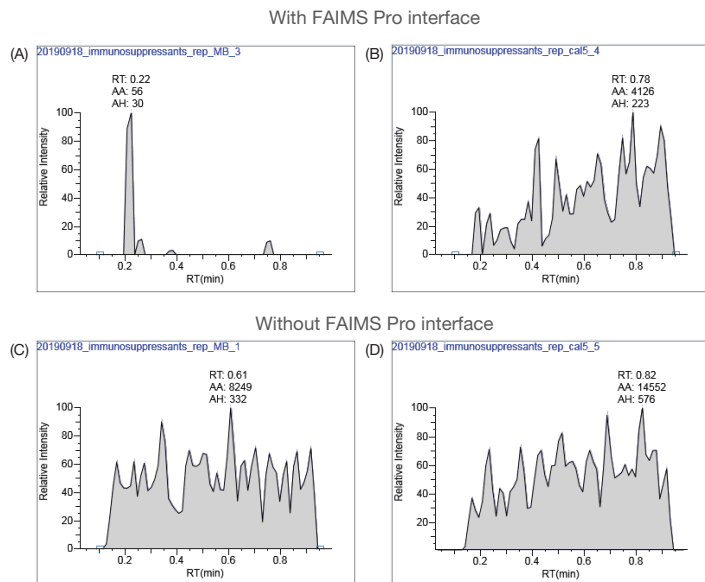 With FAIMS Pro interface
(A)
20190918_immunosuppressants_rep_MB_3
RT: 0.22
AA: 56
AH: 30
100
80
60
40
20
0
Relative Intensity
0.2 0.4 0.6 0.8
RT(min)
(B)
20190918_immunosuppressants_rep_cal5_4
RT: 0.78
AA: 4126
AH: 223
100
80
60
40
20
0
Relative Intensity
0.2 0.4 0.6 0.8
RT(min)
Without FAIMS Pro interface
(C)
20190918_immunosuppressants_rep_MB_1
RT: 0.61
AA: 8249
AH: 332
100
80
60
40
20
0
Relative Intensity
0.2 0.4 0.6 0.8
RT(min)
(D)
20190918_immunosuppressants_rep_cal5_5
RT: 0.82
AA: 14552
AH: 576
100
80
60
40
20
Relative Intensity
0.2 0.4 0.6 0.8
RT(min)